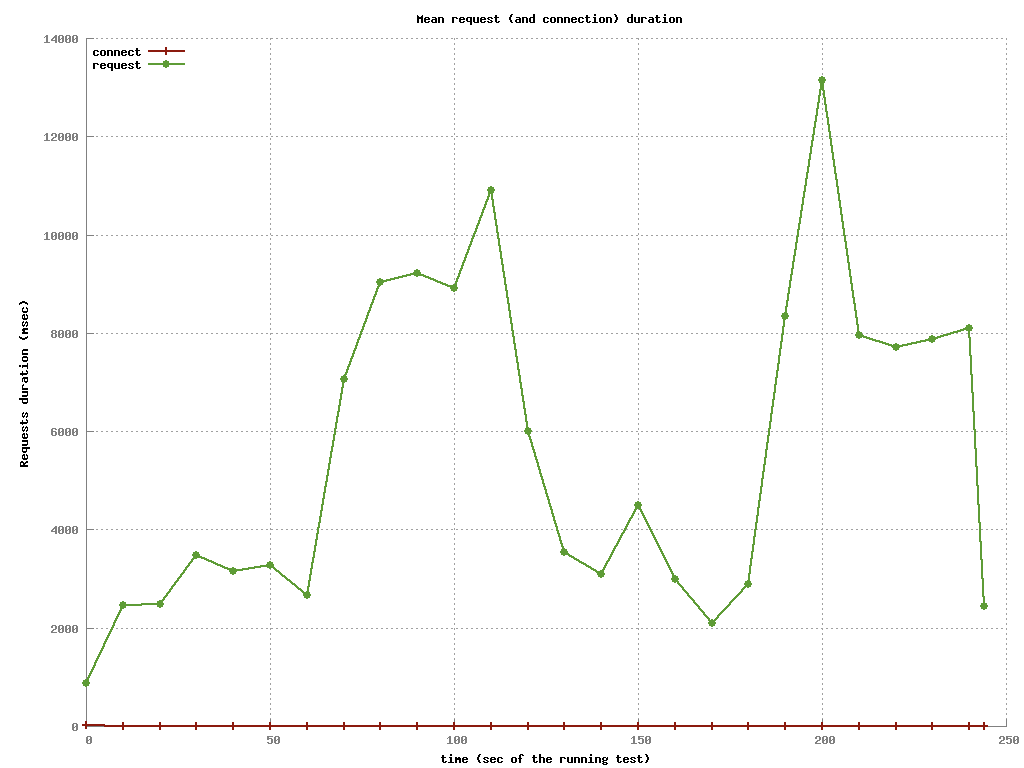 Mean request (and connection) duration
14000
connect
request
12000
10000
8000
6000
4000
2000
0
Requests duration (msec)
0 50 100 150 200 250
time (sec of the running test)